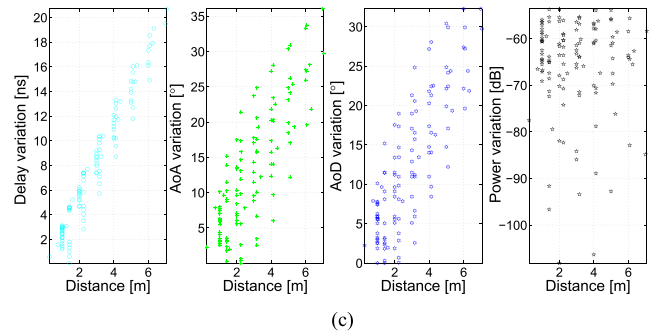 Delay variation [ns]
20
18
16
14
12
10
8
6
4
2
2 4 6
Distance [m]
AoA variation [°]
35
30
25
20
15
10
5
2 4 6
Distance [m]
AoD variation [°]
30
25
20
15
10
5
0
2 4 6
Distance [m]
Power variation [dB]
−60
−70
−80
−90
−100
2 4 6
Distance [m]
(c)